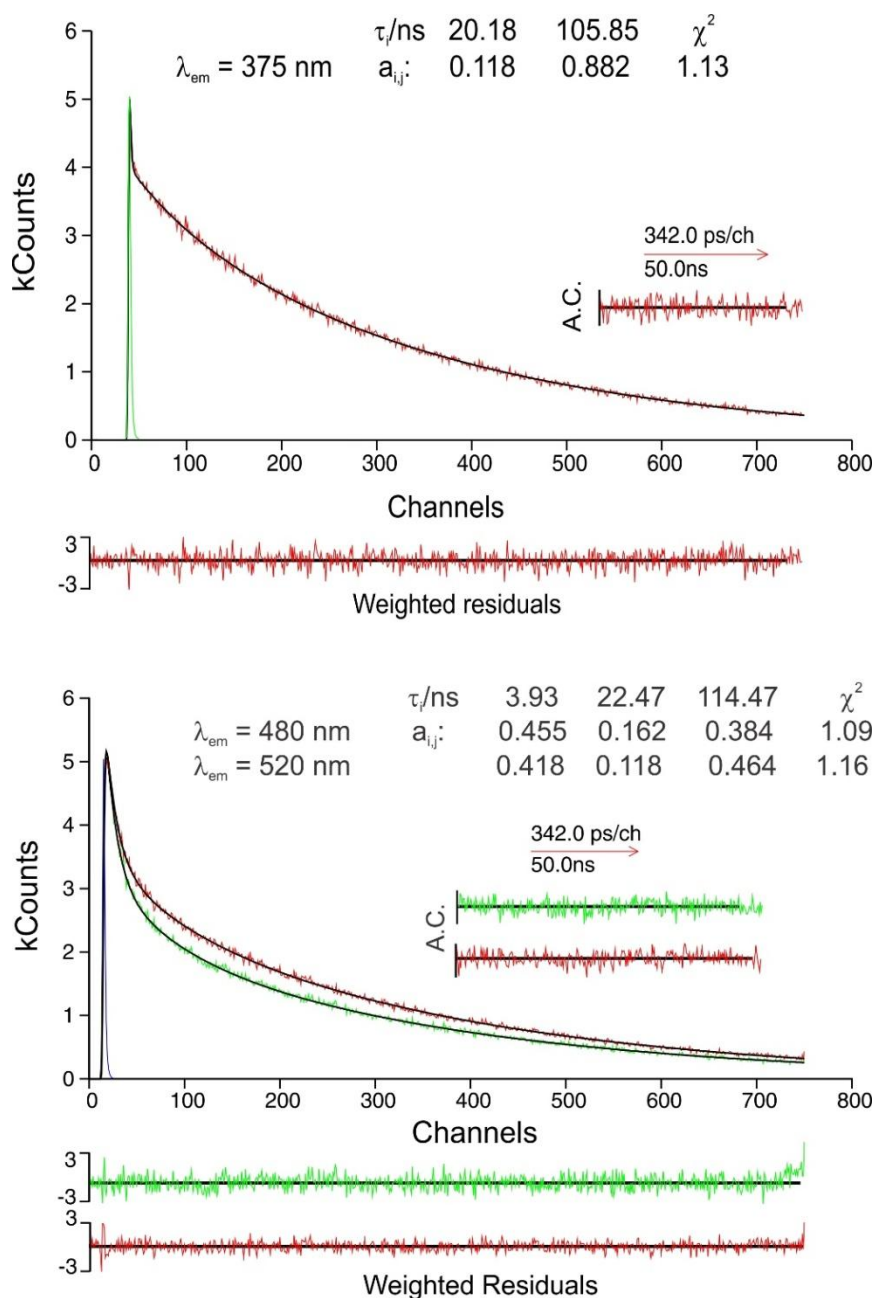 τi/ns 20.18 105.85 χ2
λem = 375 nm ai,j: 0.118 0.882 1.13
6
5
4
3
2
1
0
kCounts
342.0 ps/ch
50.0ns
A.C.
0 100 200 300 400 500 600 700 800
Channels
3
-3
Weighted residuals
τi/ns 3.93 22.47 114.47 χ2
λem = 480 nm ai,j: 0.455 0.162 0.384 1.09
λem = 520 nm 0.418 0.118 0.464 1.16
6
5
4
3
2
1
0
kCounts
342.0 ps/ch
50.0ns
A.C.
0 100 200 300 400 500 600 700 800
Channels
3
-3
3
-3
Weighted Residuals